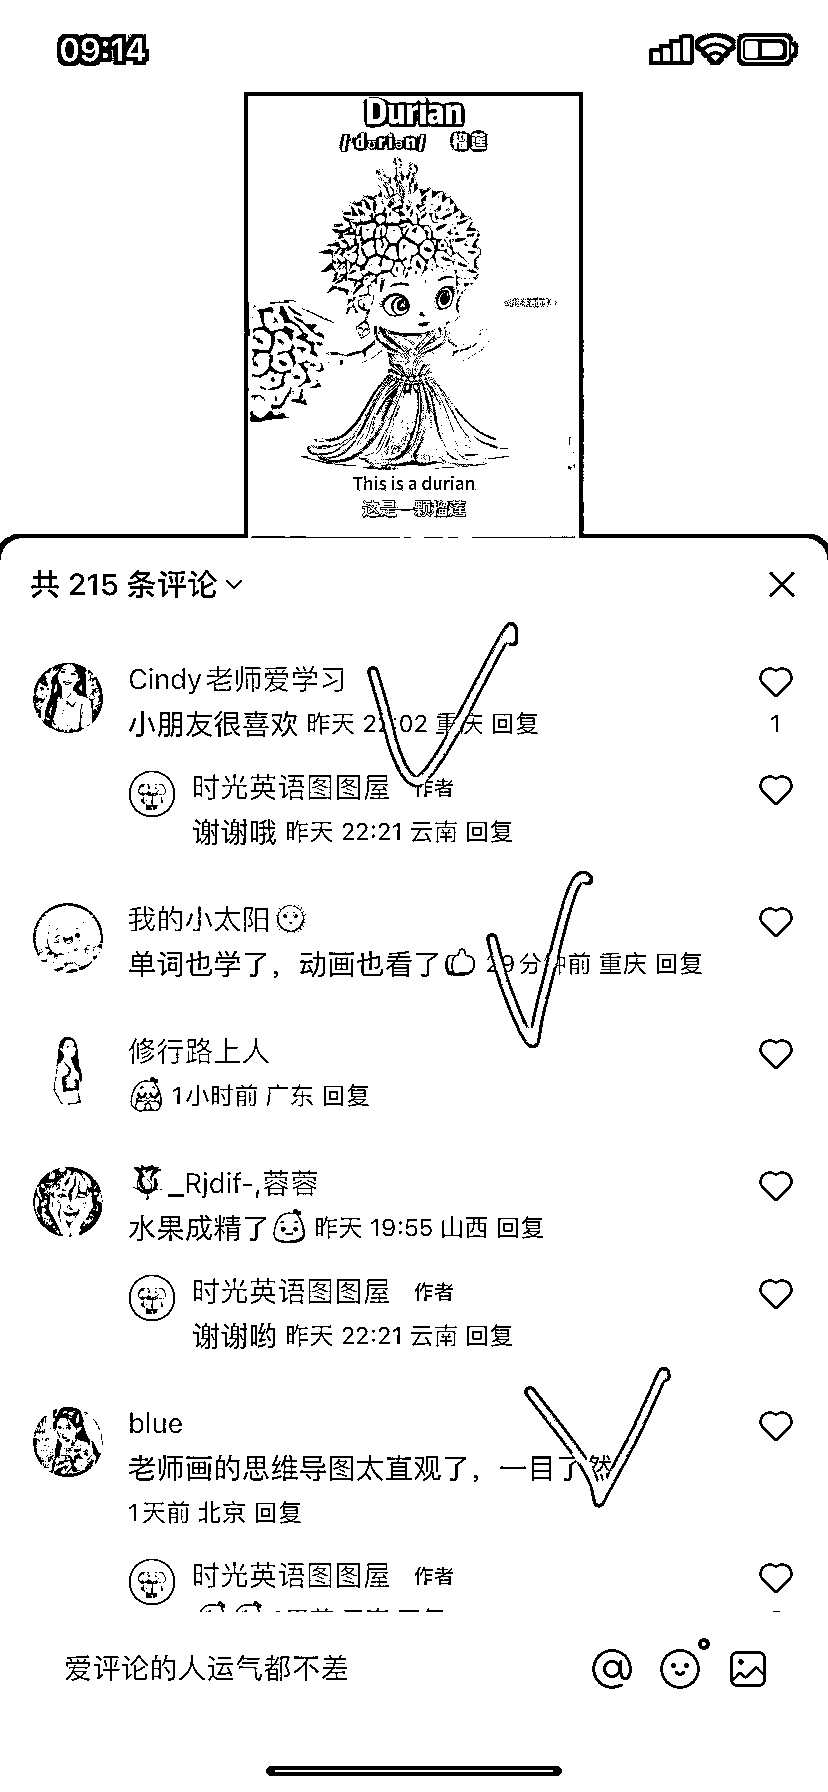 09:14
Durian
榴莲
This is a durian
这是一颗榴莲
共 215 条评论
Cindy老师爱学习
小朋友很喜欢 昨天 22:02 重庆 回复
1
时光英语图图屋 作者
谢谢哦 昨天 22:21 云南 回复
我的小太阳
单词也学了，动画也看了 29分钟前 重庆 回复
修行路上人
1小时前 广东 回复
_Rjdif-,蓉蓉
水果成精了 昨天 19:55 山西 回复
时光英语图图屋 作者
谢谢哟 昨天 22:21 云南 回复
blue
老师画的思维导图太直观了，一目了然
1天前 北京 回复
时光英语图图屋 作者
爱评论的人运气都不差